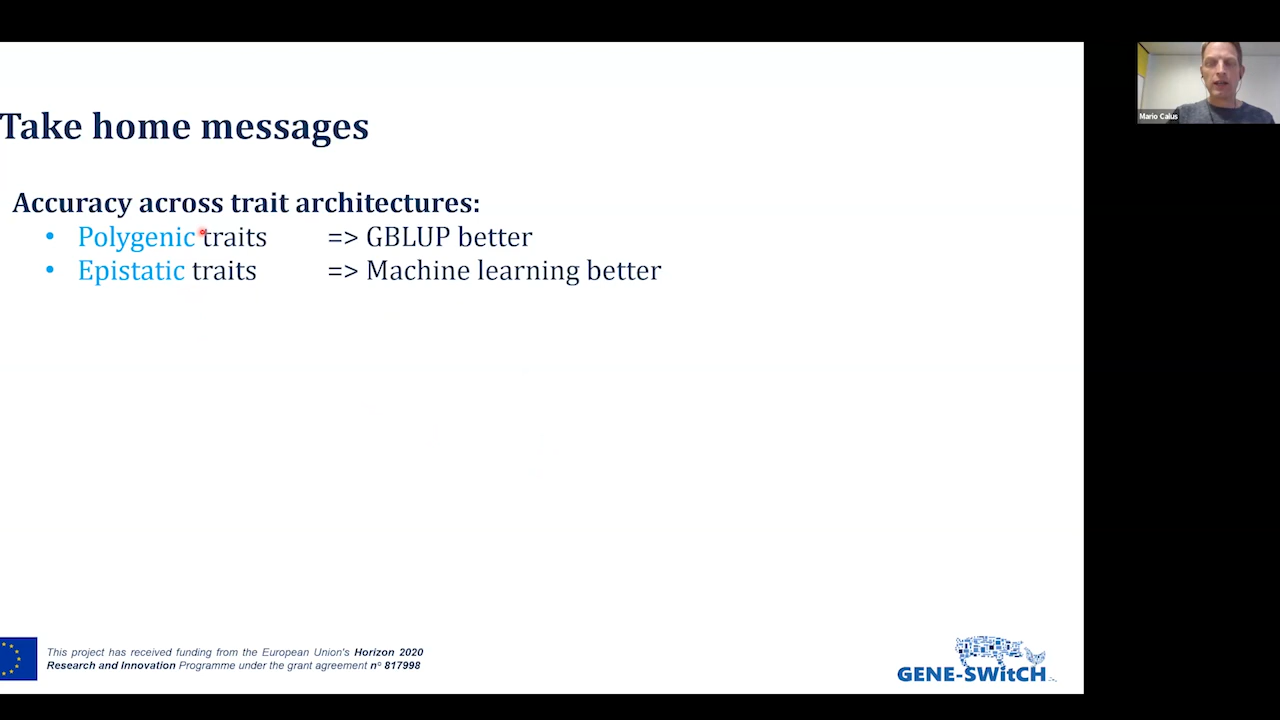 Take home messages
Mario Calus
Accuracy across trait architectures:
• Polygenic traits => GBLUP better
• Epistatic traits => Machine learning better
This project has received funding from the European Union's Horizon 2020
Research and Innovation Programme under the grant agreement n° 817998
GENE-SWitCH